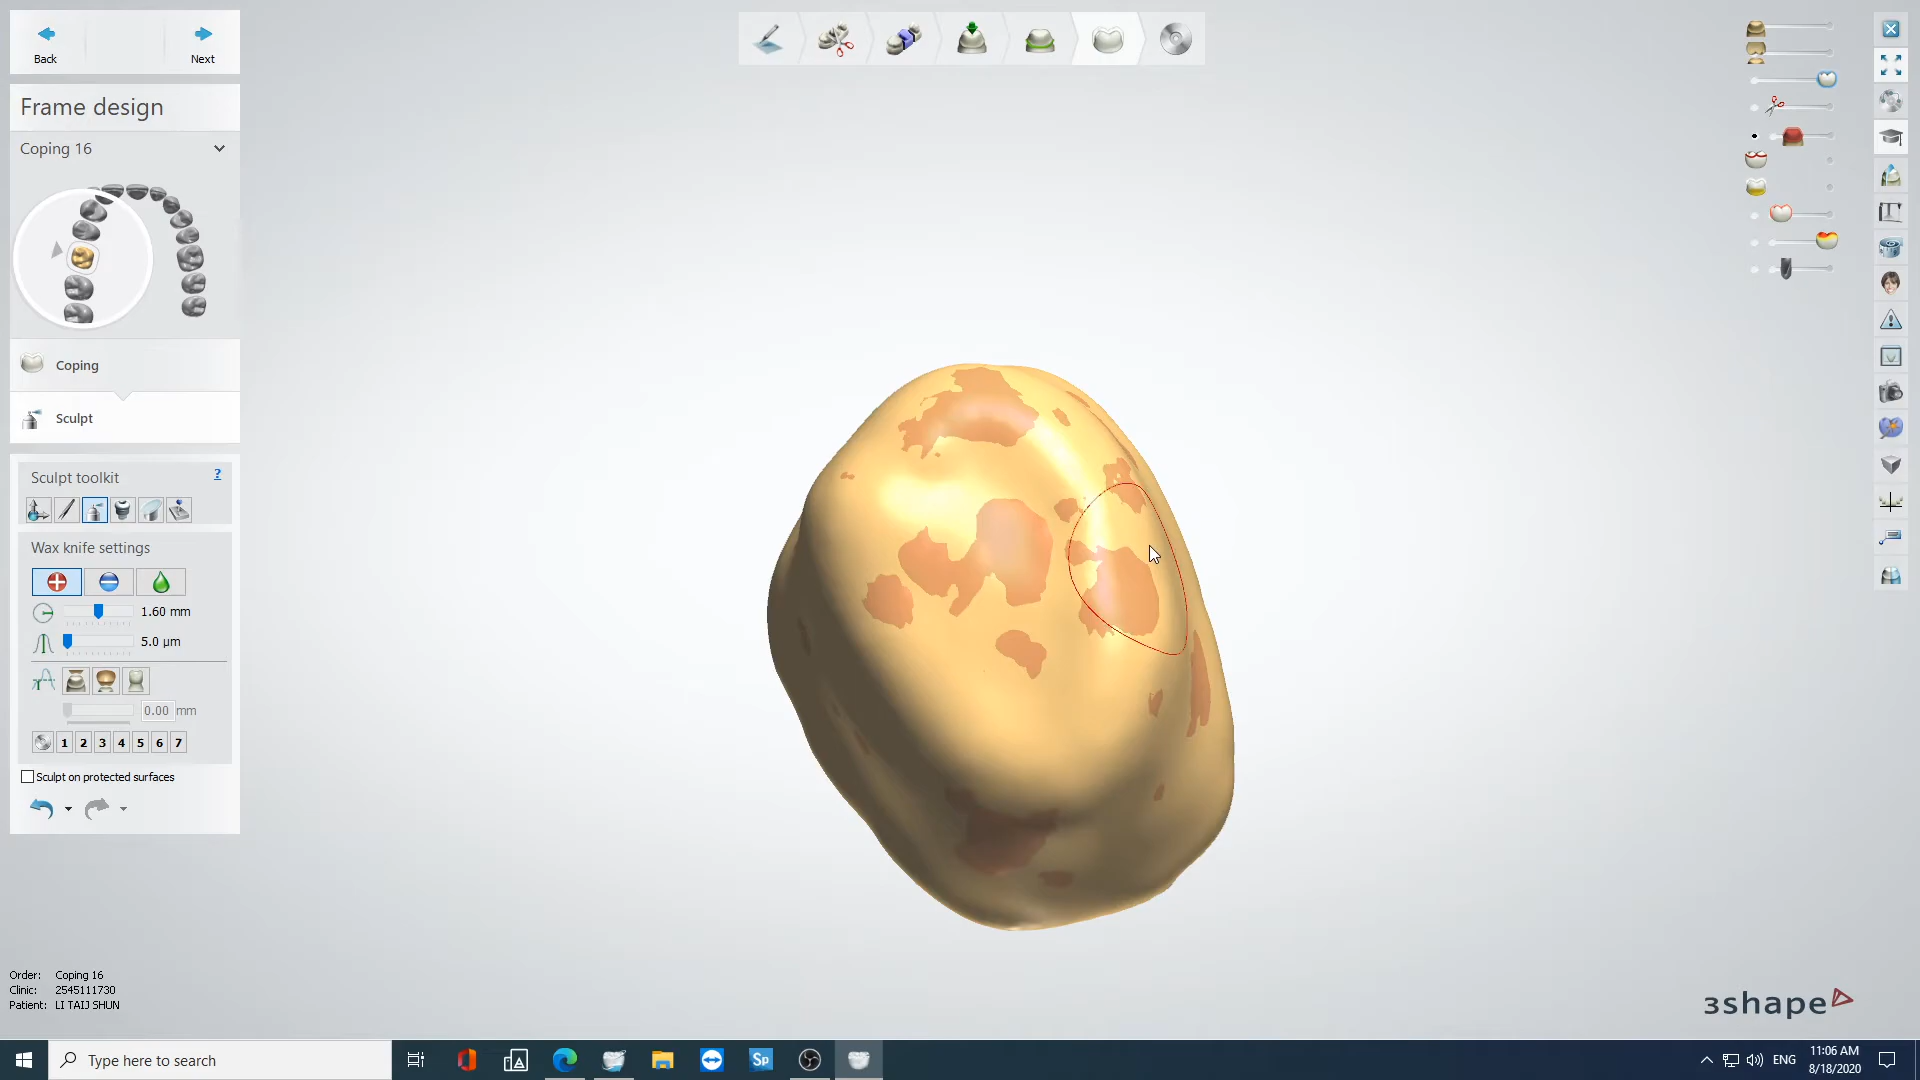 Back
Next
Frame design
Coping 16
Coping
Sculpt
Sculpt toolkit
?
Wax knife settings
1.60 mm
5.0 µm
0.00 mm
1 2 3 4 5 6 7
Sculpt on protected surfaces
Order: Coping 16
Clinic: 2545111730
Patient: LI TAIJ SHUN
3shape
Type here to search
Sp
ENG
11:06 AM
8/18/2020